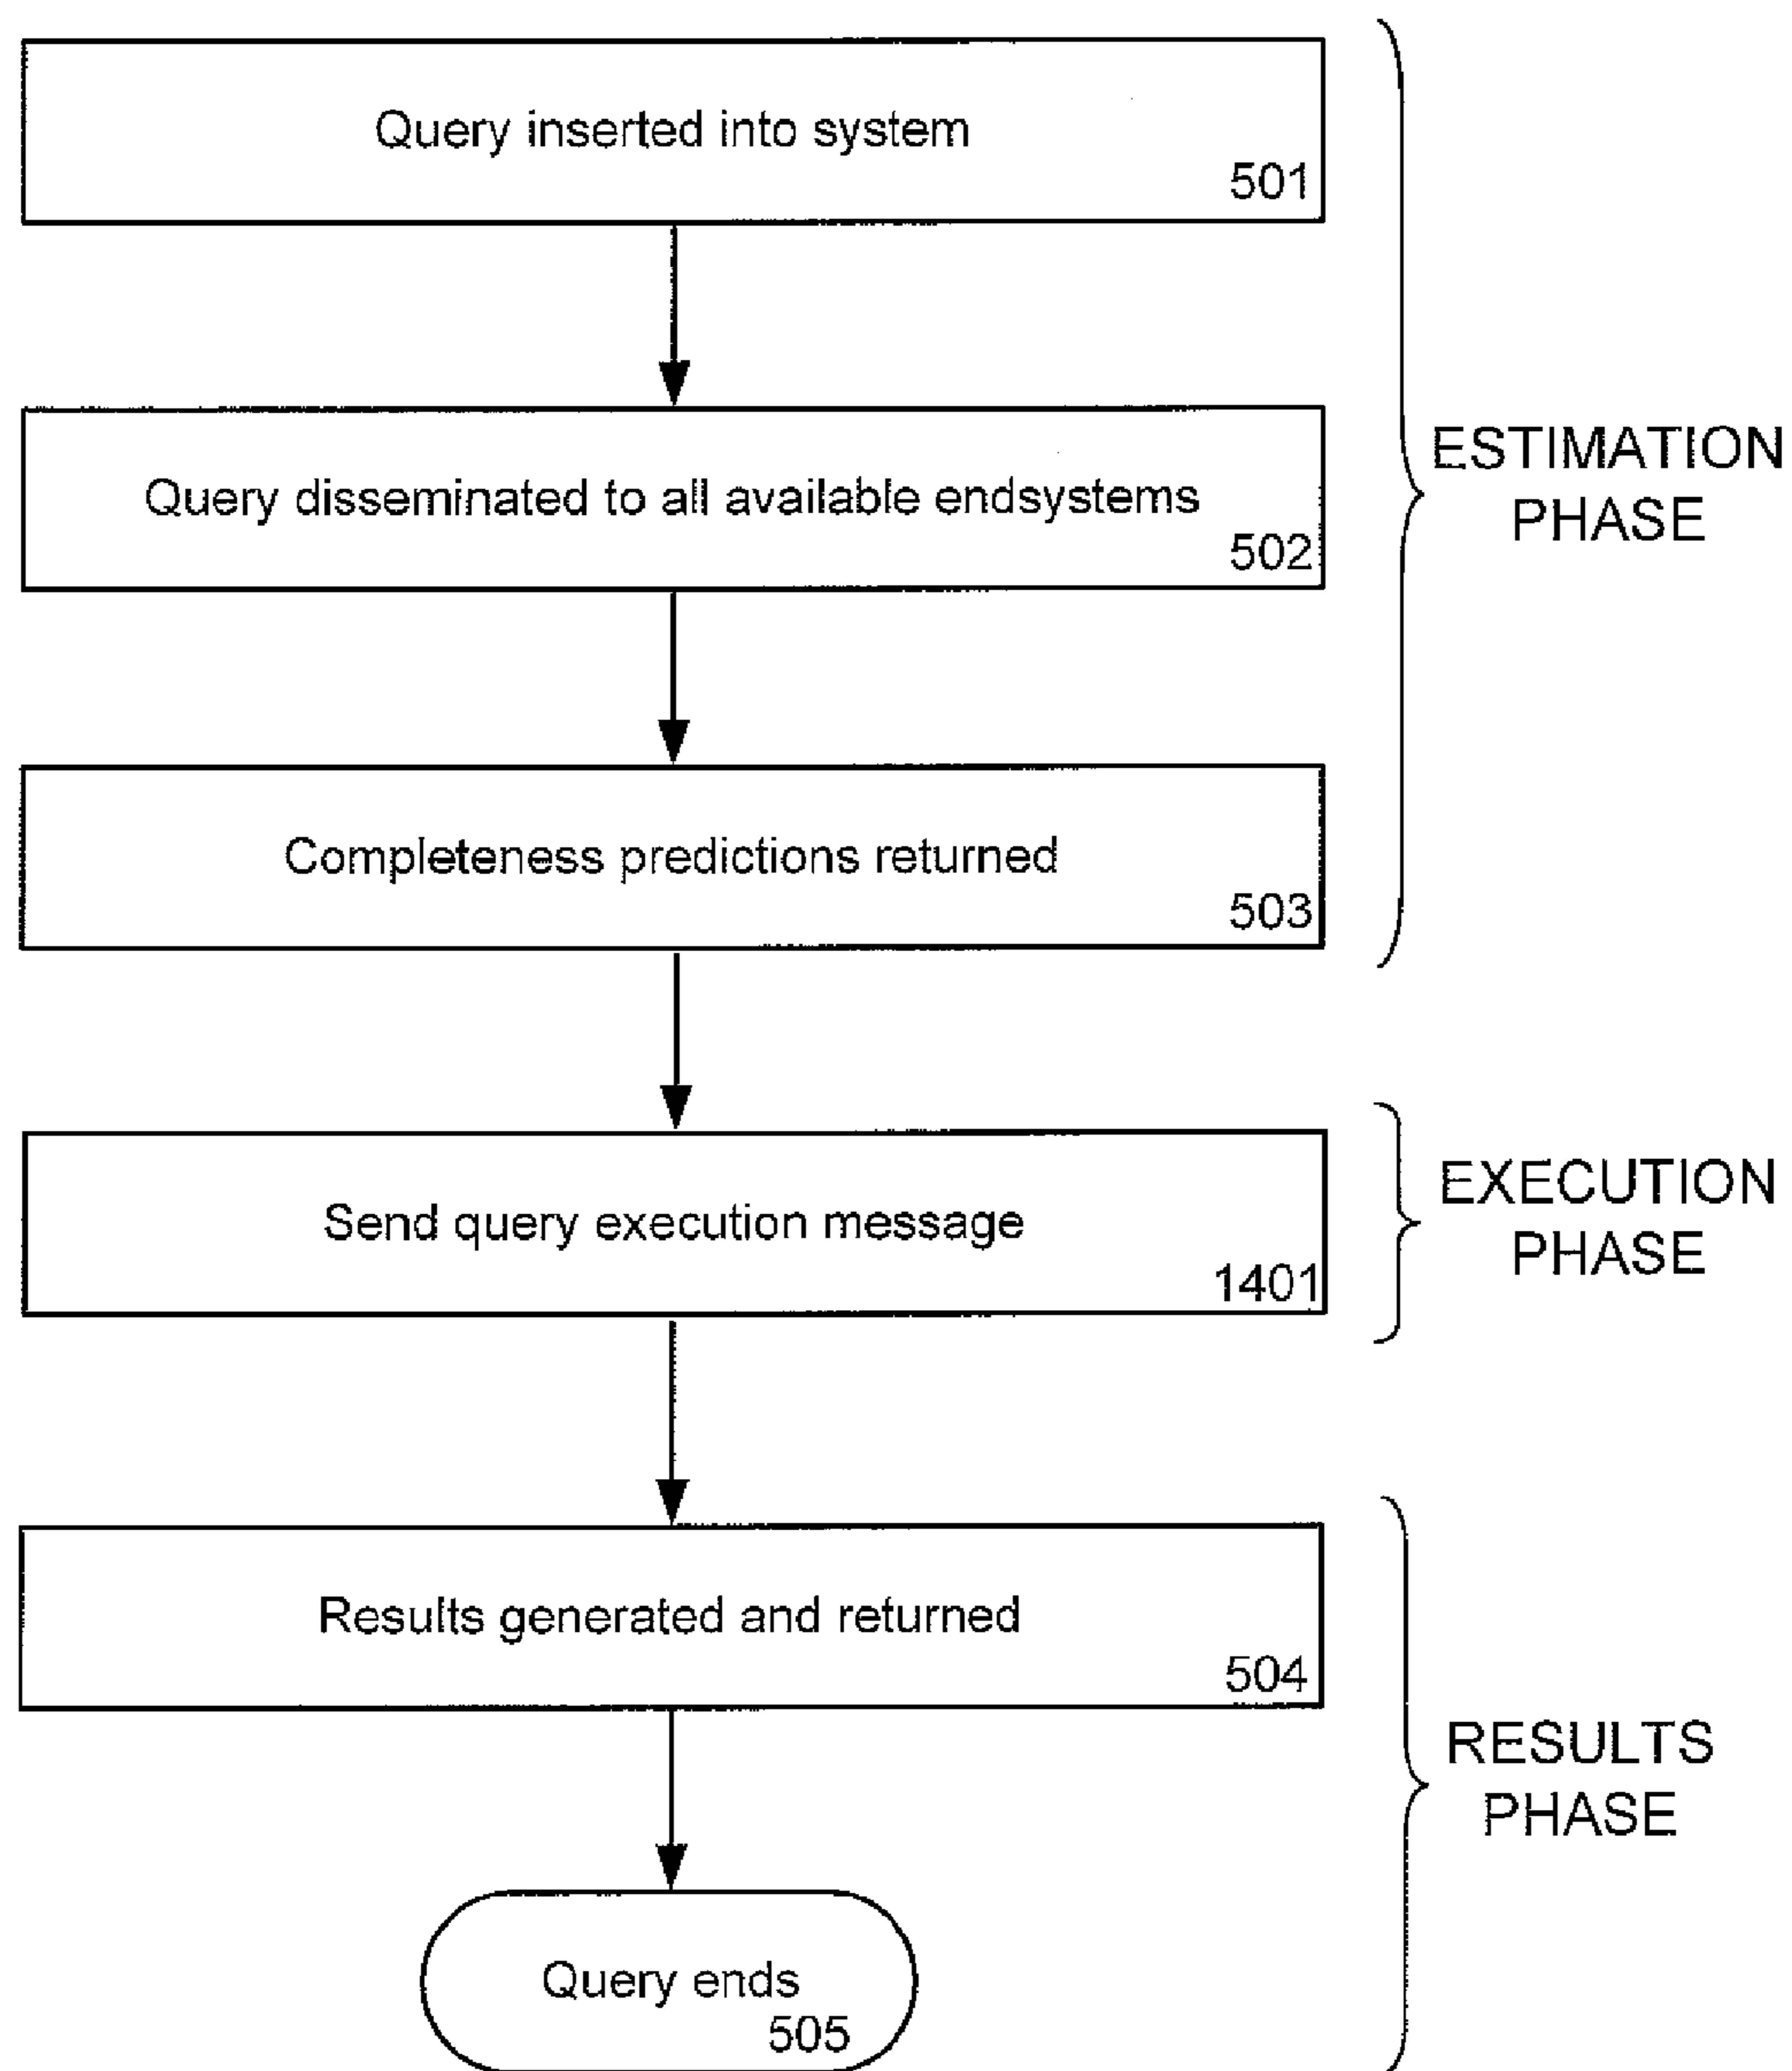 Query inserted into system
501
Query disseminated to all available endsystems
502
ESTIMATION
PHASE
Completeness predictions returned
503
Send query execution message
1401
EXECUTION
PHASE
Results generated and returned
504
RESULTS
PHASE
Query ends
505